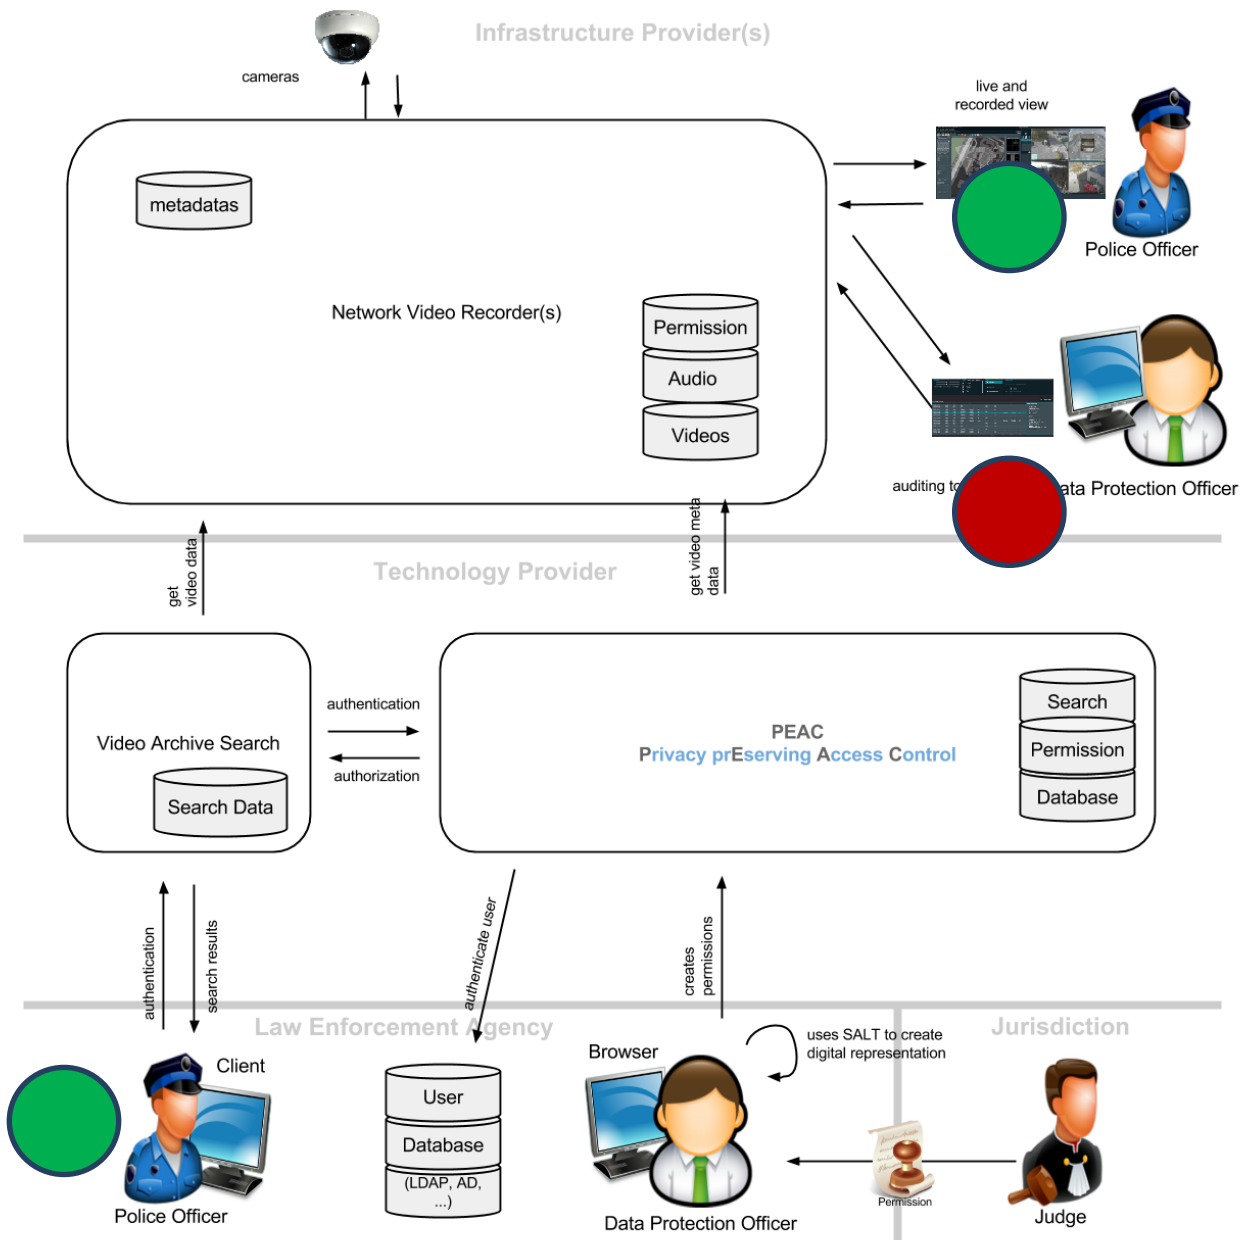 Infrastructure Provider(s)
cameras
live and
recorded view
metadatas
Police Officer
Network Video Recorder(s)
Permission
Audio
Videos
auditing
Data Protection Officer
get
video data
get video meta
data
Technology Provider
Video Archive Search
Search Data
authentication
authorization
PEAC
Privacy prEserving Access Control
Search
Permission
Database
authentication
search results
authenticate user
creates
permissions
Law Enforcement Agency
Jurisdiction
Client
Police Officer
User
Database
(LDAP, AD,
...)
Browser
uses SALT to create
digital representation
Data Protection Officer
Permission
Judge